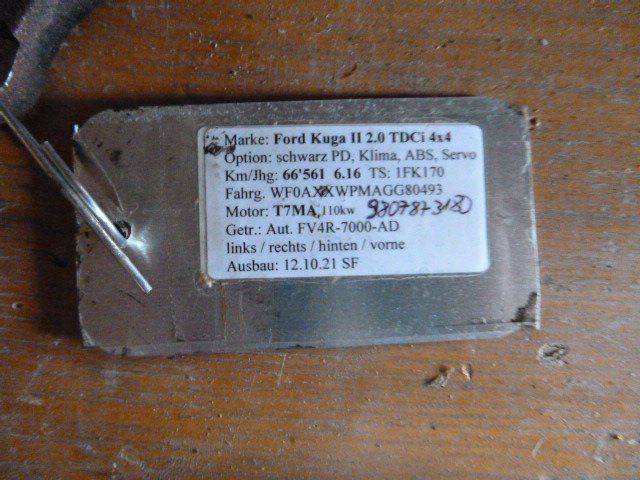 Marke: Ford Kuga II 2.0 TDCi 4x4
Option: schwarz PD, Klima, ABS, Servo
Km/Jhg: 66'561 6.16 TS: 1FK170
Fahrg. WF0AXXWPMAGG80493
Motor: T7MA, 110kw 9807873180
Getr.: Aut. FV4R-7000-AD
links / rechts / hinten / vorne
Ausbau: 12.10.21 SF